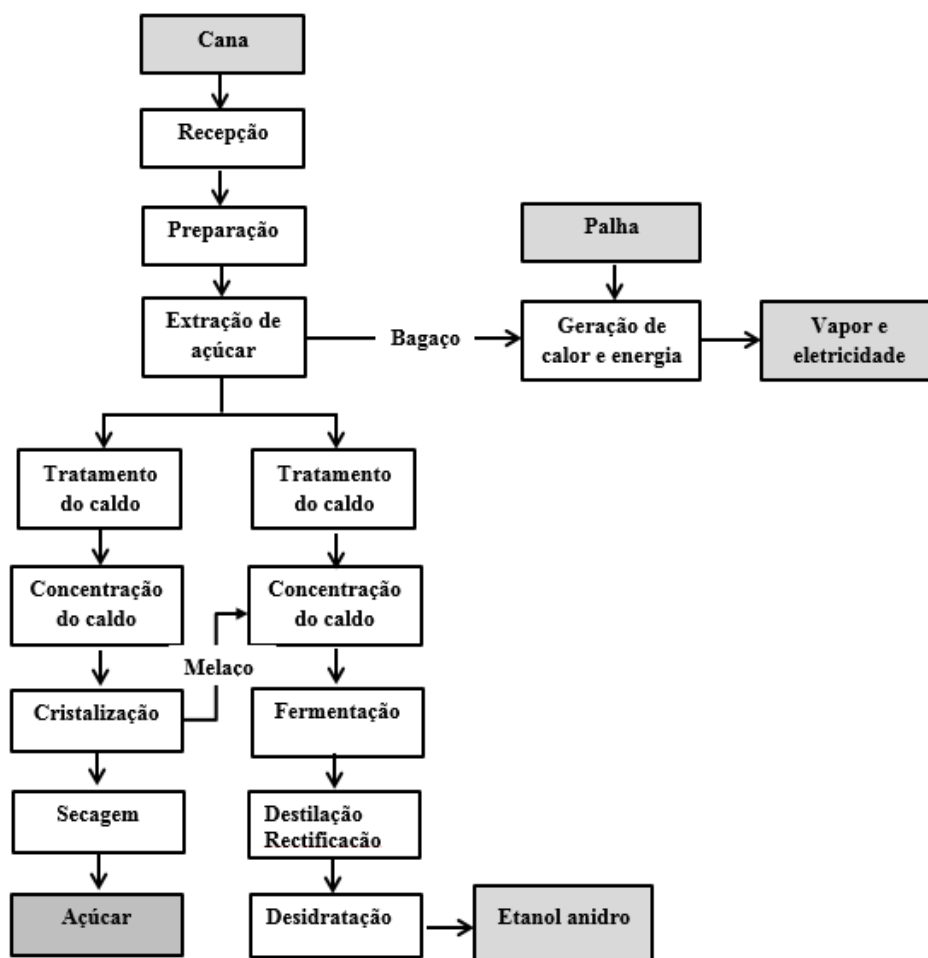 Cana
Recepção
Preparação
Palha
Extração de
açúcar
Bagaço
Geração de
calor e energia
Vapor e
eletricidade
Tratamento
do caldo
Tratamento
do caldo
Concentração
do caldo
Concentração
do caldo
Melaço
Cristalização
Fermentação
Secagem
Destilação
Rectificacão
Açúcar
Desidratação
Etanol anidro